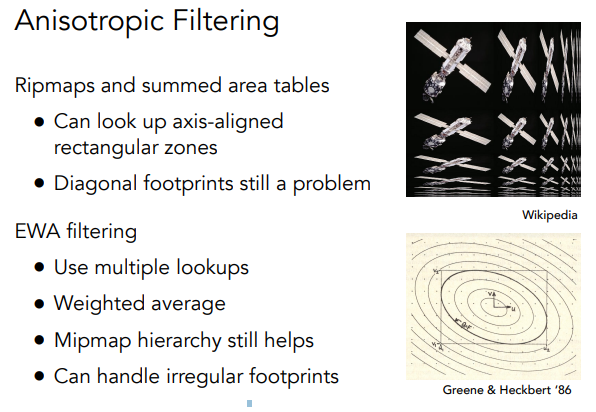 Anisotropic Filtering
Ripmaps and summed area tables
● Can look up axis-aligned
rectangular zones
● Diagonal footprints still a problem
Wikipedia
EWA filtering
● Use multiple lookups
● Weighted average
● Mipmap hierarchy still helps
● Can handle irregular footprints
Greene & Heckbert ‘86